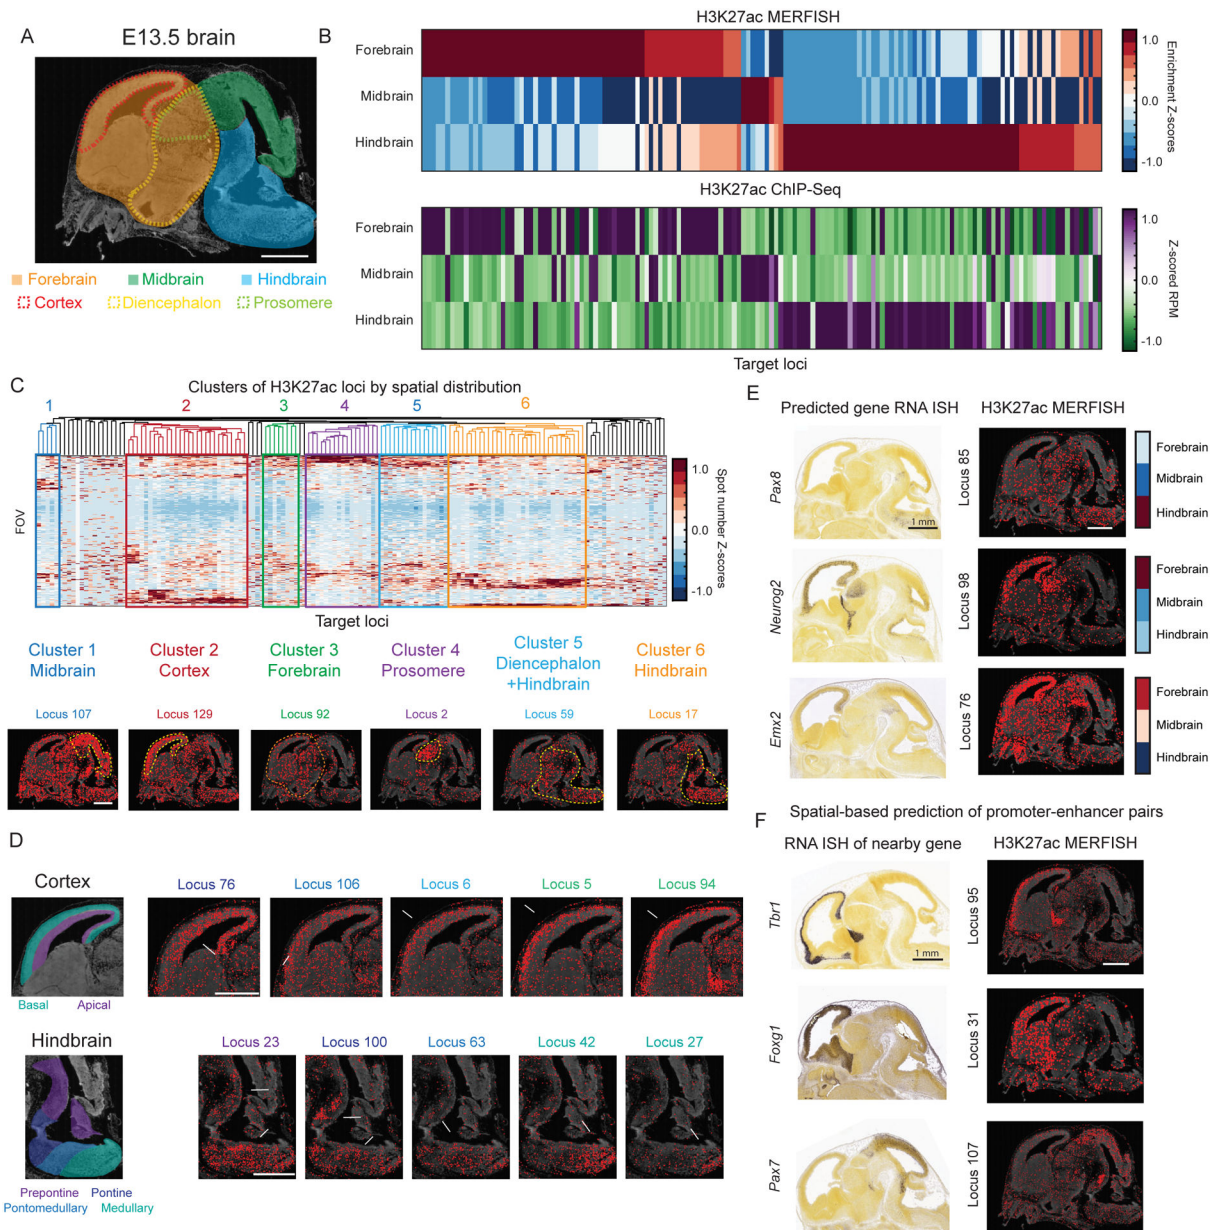 A
E13.5 brain
Forebrain Midbrain Hindbrain
Cortex Diencephalon Prosomere
B
H3K27ac MERFISH
Forebrain
Midbrain
Hindbrain
1.0
0.0
-1.0
Enrichment Z-scores
H3K27ac ChIP-Seq
Forebrain
Midbrain
Hindbrain
1.0
0.0
-1.0
Z-scored RPM
Target loci
C
Clusters of H3K27ac loci by spatial distribution
1 2 3 4 5 6
FOV
1.0
0.0
-1.0
Spot number Z-scores
Target loci
Cluster 1
Midbrain
Cluster 2
Cortex
Cluster 3
Forebrain
Cluster 4
Prosomere
Cluster 5
Diencephalon
+Hindbrain
Cluster 6
Hindbrain
Locus 107 Locus 129 Locus 92 Locus 2 Locus 59 Locus 17
D
Cortex
Basal Apical
Locus 76 Locus 106 Locus 6 Locus 5 Locus 94
Hindbrain
Prepontine Pontine
Pontomedullary Medullary
Locus 23 Locus 100 Locus 63 Locus 42 Locus 27
E
Predicted gene RNA ISH H3K27ac MERFISH
Pax8
1 mm
Locus 85
Forebrain
Midbrain
Hindbrain
Neurog2
Locus 98
Forebrain
Midbrain
Hindbrain
Emx2
Locus 76
Forebrain
Midbrain
Hindbrain
Spatial-based prediction of promoter-enhancer pairs
F
RNA ISH of nearby gene H3K27ac MERFISH
Tbr1
1 mm
Locus 95
Foxg1
Locus 31
Pax7
Locus 107